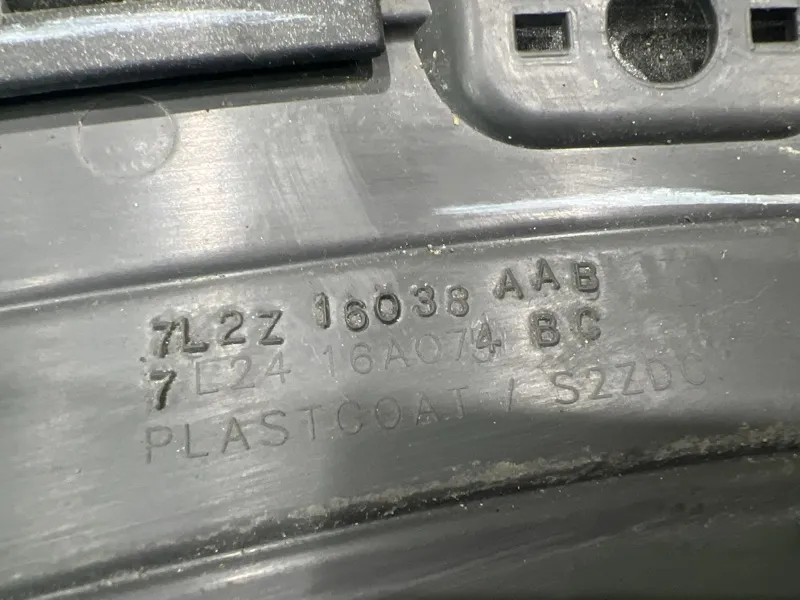 7L2Z 16038 AAB
7L24 16A074 BC
PLASTCOAT / S2ZDC